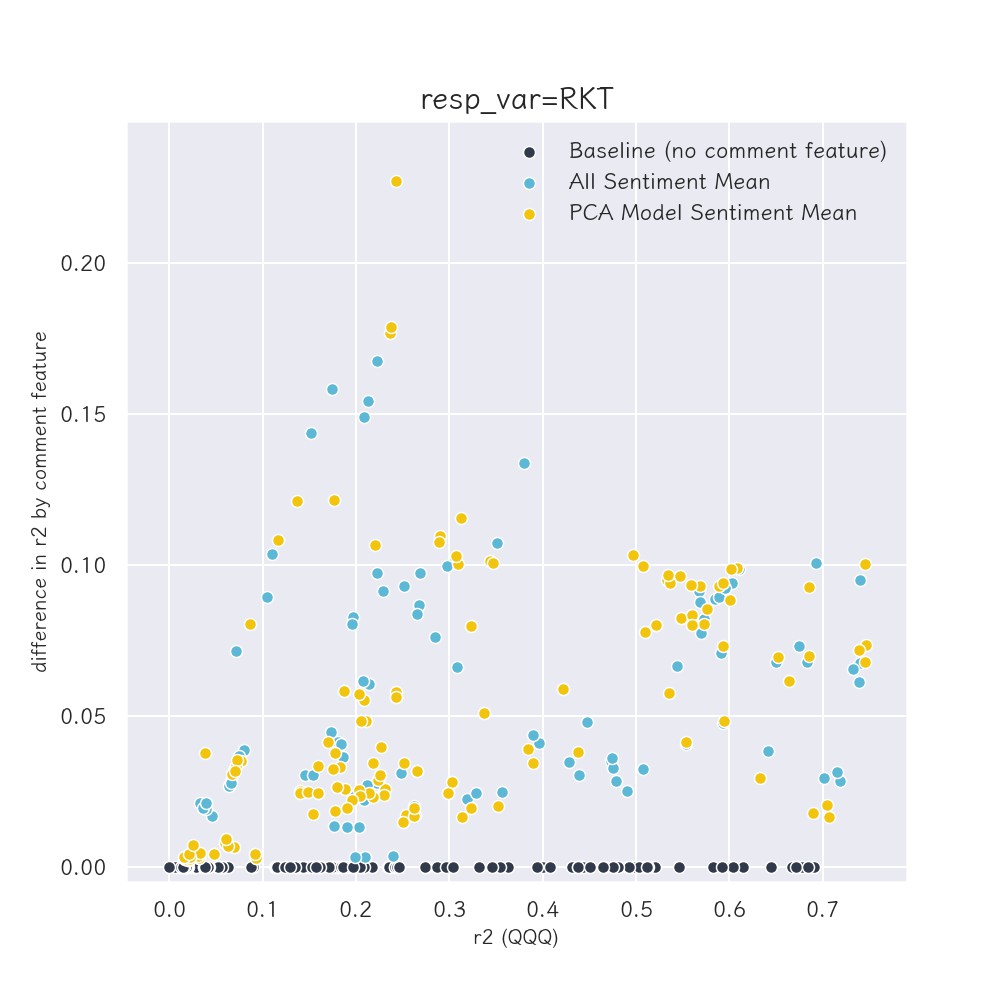 resp_var=RKT
Baseline (no comment feature)
All Sentiment Mean
PCA Model Sentiment Mean
difference in r2 by comment feature
0.20
0.15
0.10
0.05
0.00
0.0 0.1 0.2 0.3 0.4 0.5 0.6 0.7
r2 (QQQ)